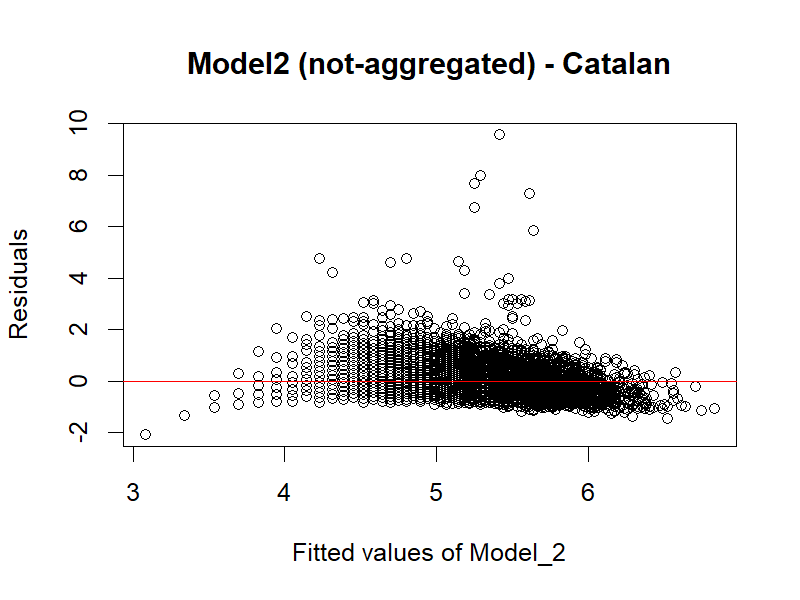 Model2 (not-aggregated) - Catalan
10
8
6
4
2
0
-2
Residuals
3 4 5 6
Fitted values of Model_2